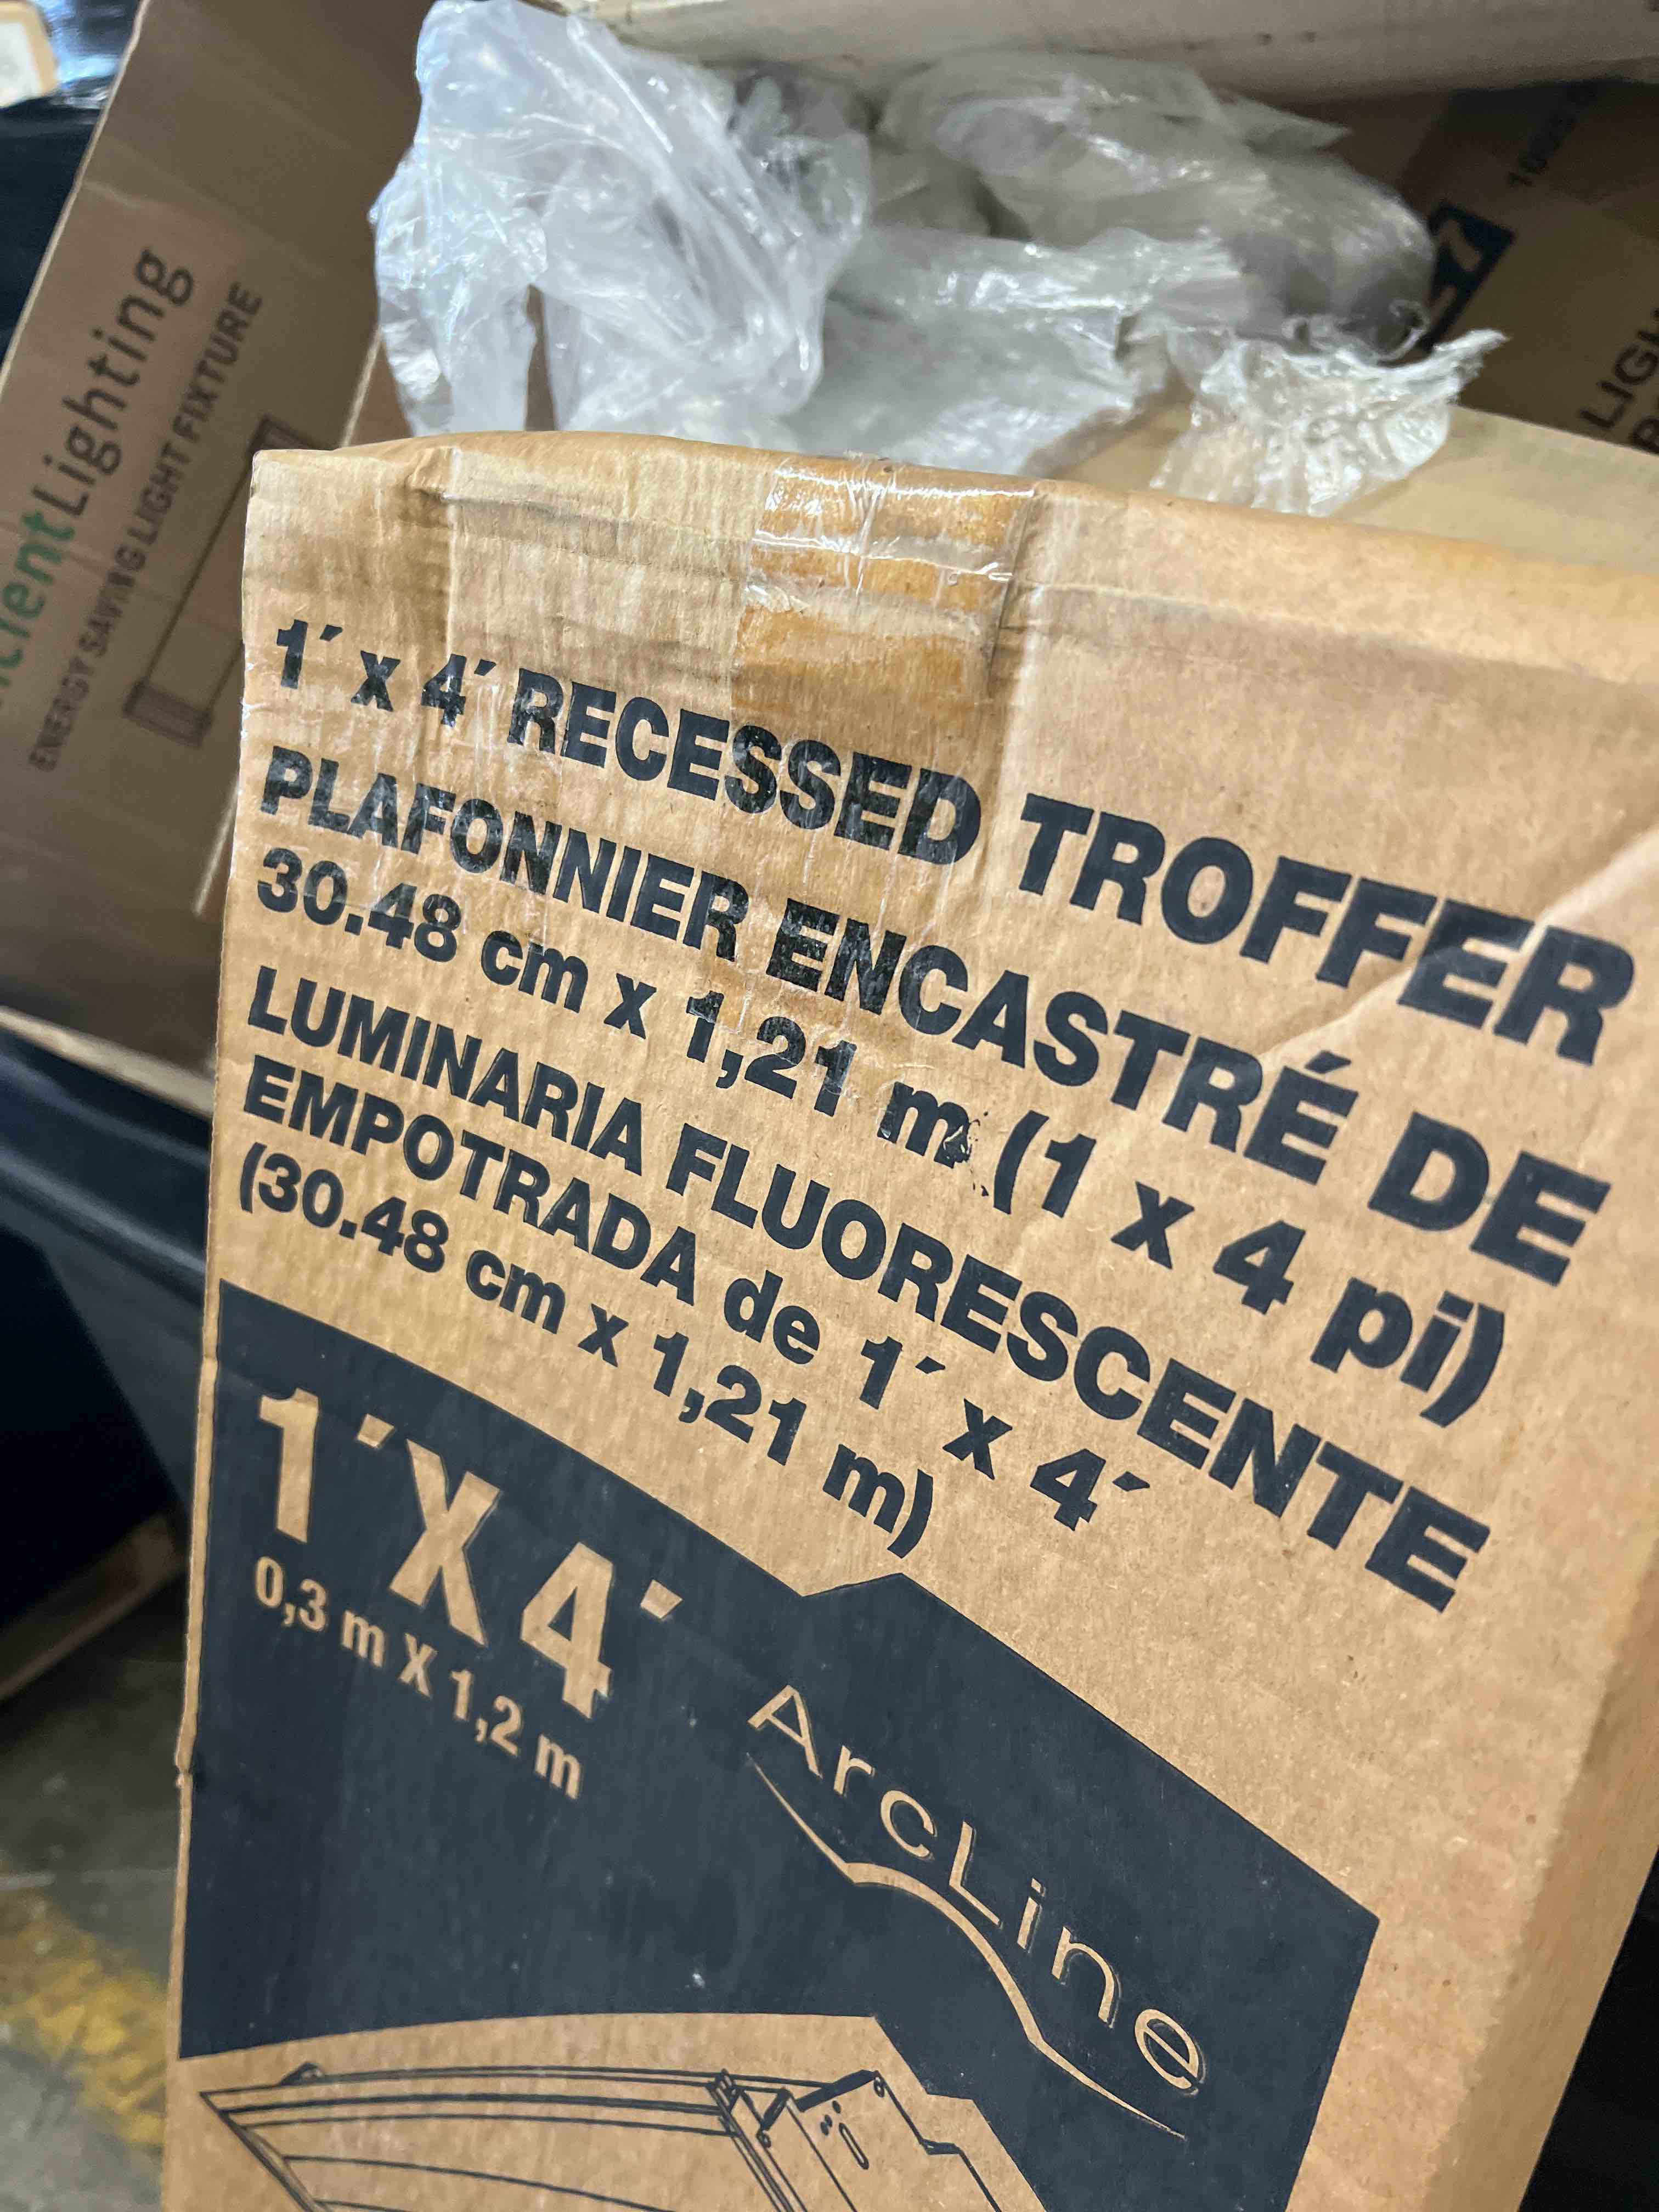 Lighting
ENERGY SAVING LIGHT FIXTURE
1´ x 4´ RECESSED TROFFER
PLAFONNIER ENCASTRÉ DE
30.48 cm x 1,21 m (1 x 4 pi)
LUMINARIA FLUORESCENTE
EMPOTRADA de 1´ x 4´
(30.48 cm x 1,21 m)
1´X 4´
0,3 m X 1,2 m
ArcLine